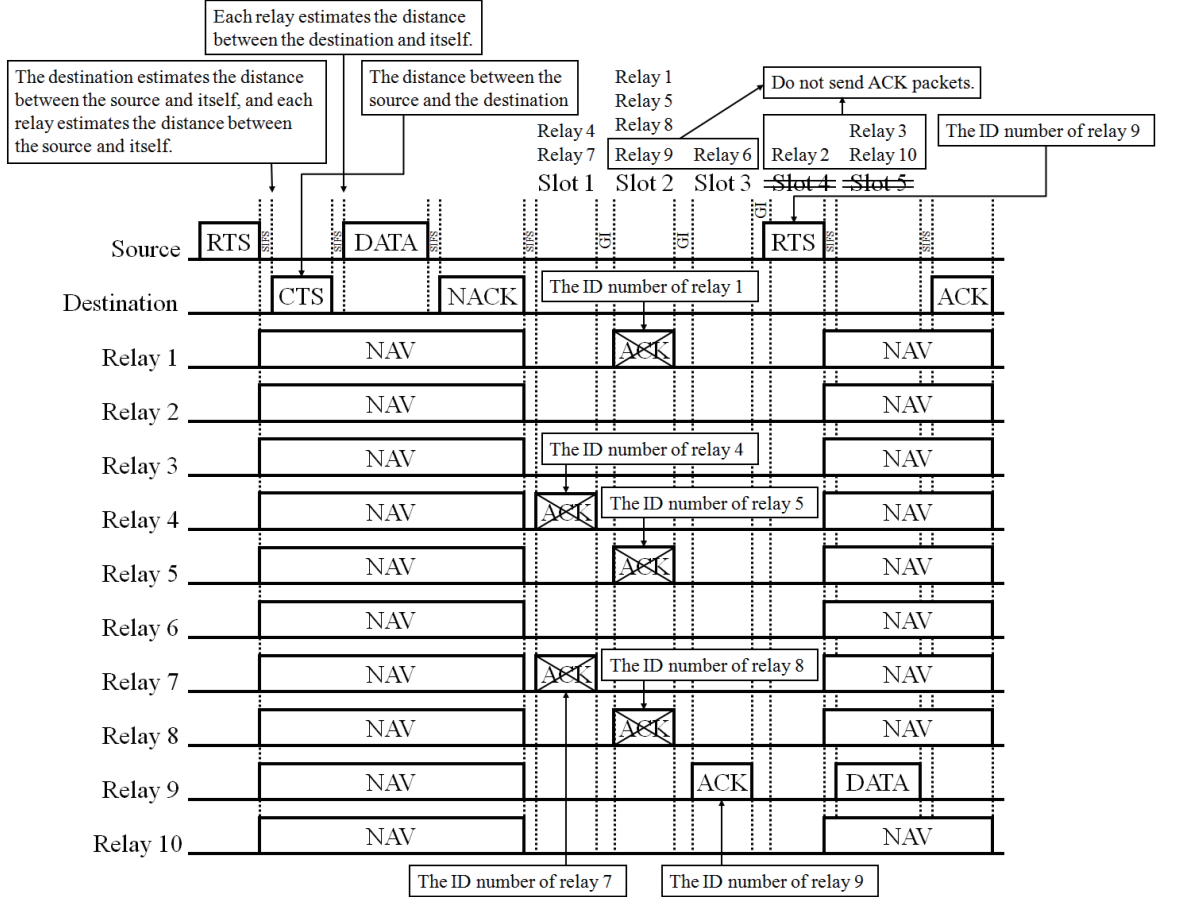 Each relay estimates the distance
between the destination and itself.
The destination estimates the distance
between the source and itself, and each
relay estimates the distance between
the source and itself.
The distance between the
source and the destination
Relay 1
Relay 5
Relay 8
Do not send ACK packets.
Relay 4
Relay 7
Relay 9
Relay 6
Relay 2
Relay 3
Relay 10
The ID number of relay 9
Slot 1
Slot 2
Slot 3
Slot 4
Slot 5
Source
RTS
SIFS
SIFS
DATA
SIFS
SIFS
GI
GI
GI
RTS
SIFS
SIFS
Destination
CTS
NACK
The ID number of relay 1
ACK
Relay 1
NAV
ACK
NAV
Relay 2
NAV
NAV
Relay 3
NAV
The ID number of relay 4
NAV
Relay 4
NAV
ACK
The ID number of relay 5
NAV
Relay 5
NAV
ACK
NAV
Relay 6
NAV
NAV
Relay 7
NAV
ACK
The ID number of relay 8
NAV
Relay 8
NAV
ACK
NAV
Relay 9
NAV
ACK
DATA
Relay 10
NAV
NAV
The ID number of relay 7
The ID number of relay 9